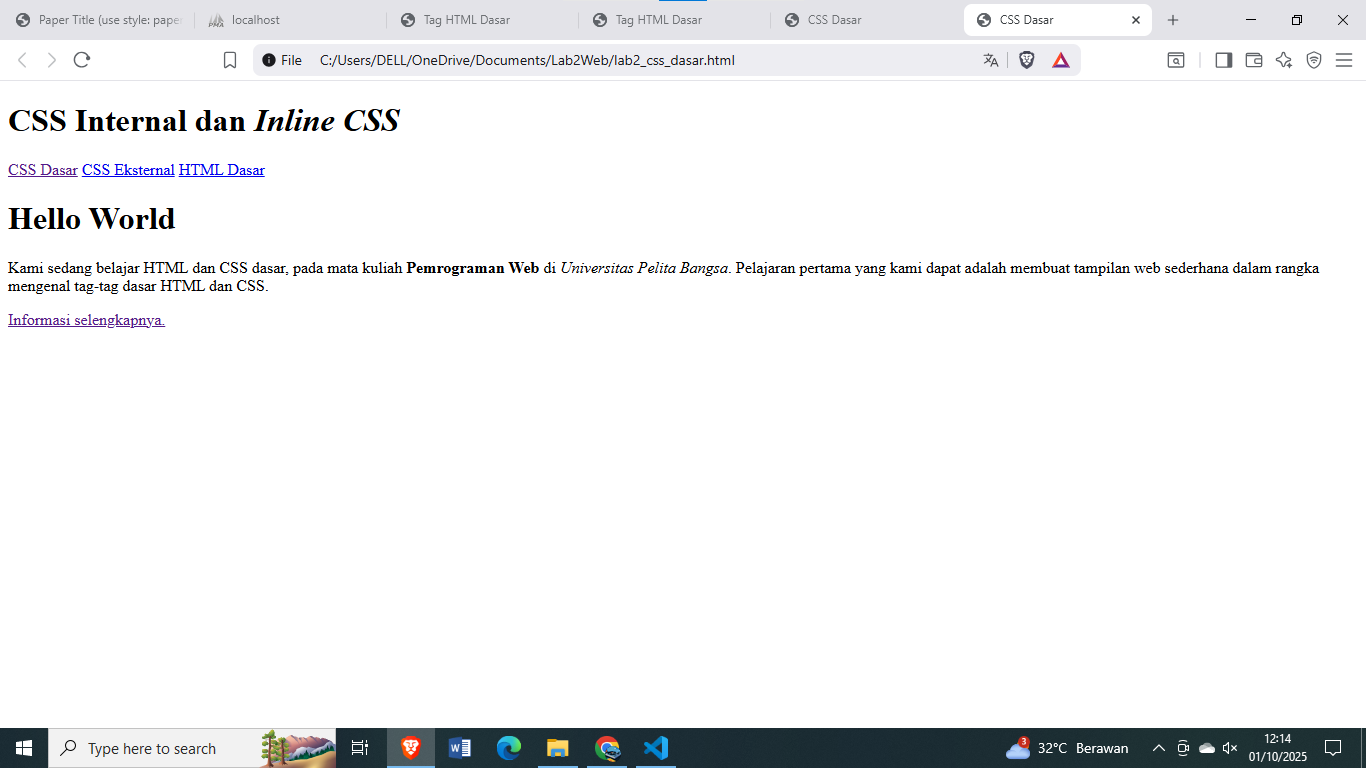 Paper Title (use style: paper
PMA localhost
Tag HTML Dasar
Tag HTML Dasar
CSS Dasar
CSS Dasar
File C:/Users/DELL/OneDrive/Documents/Lab2Web/lab2_css_dasar.html
CSS Internal dan Inline CSS
CSS Dasar CSS Eksternal HTML Dasar
Hello World
Kami sedang belajar HTML dan CSS dasar, pada mata kuliah Pemrograman Web di Universitas Pelita Bangsa. Pelajaran pertama yang kami dapat adalah membuat tampilan web sederhana dalam rangka
mengenal tag-tag dasar HTML dan CSS.
Informasi selengkapnya.
Type here to search
W
3
32°C Berawan
12:14
01/10/2025